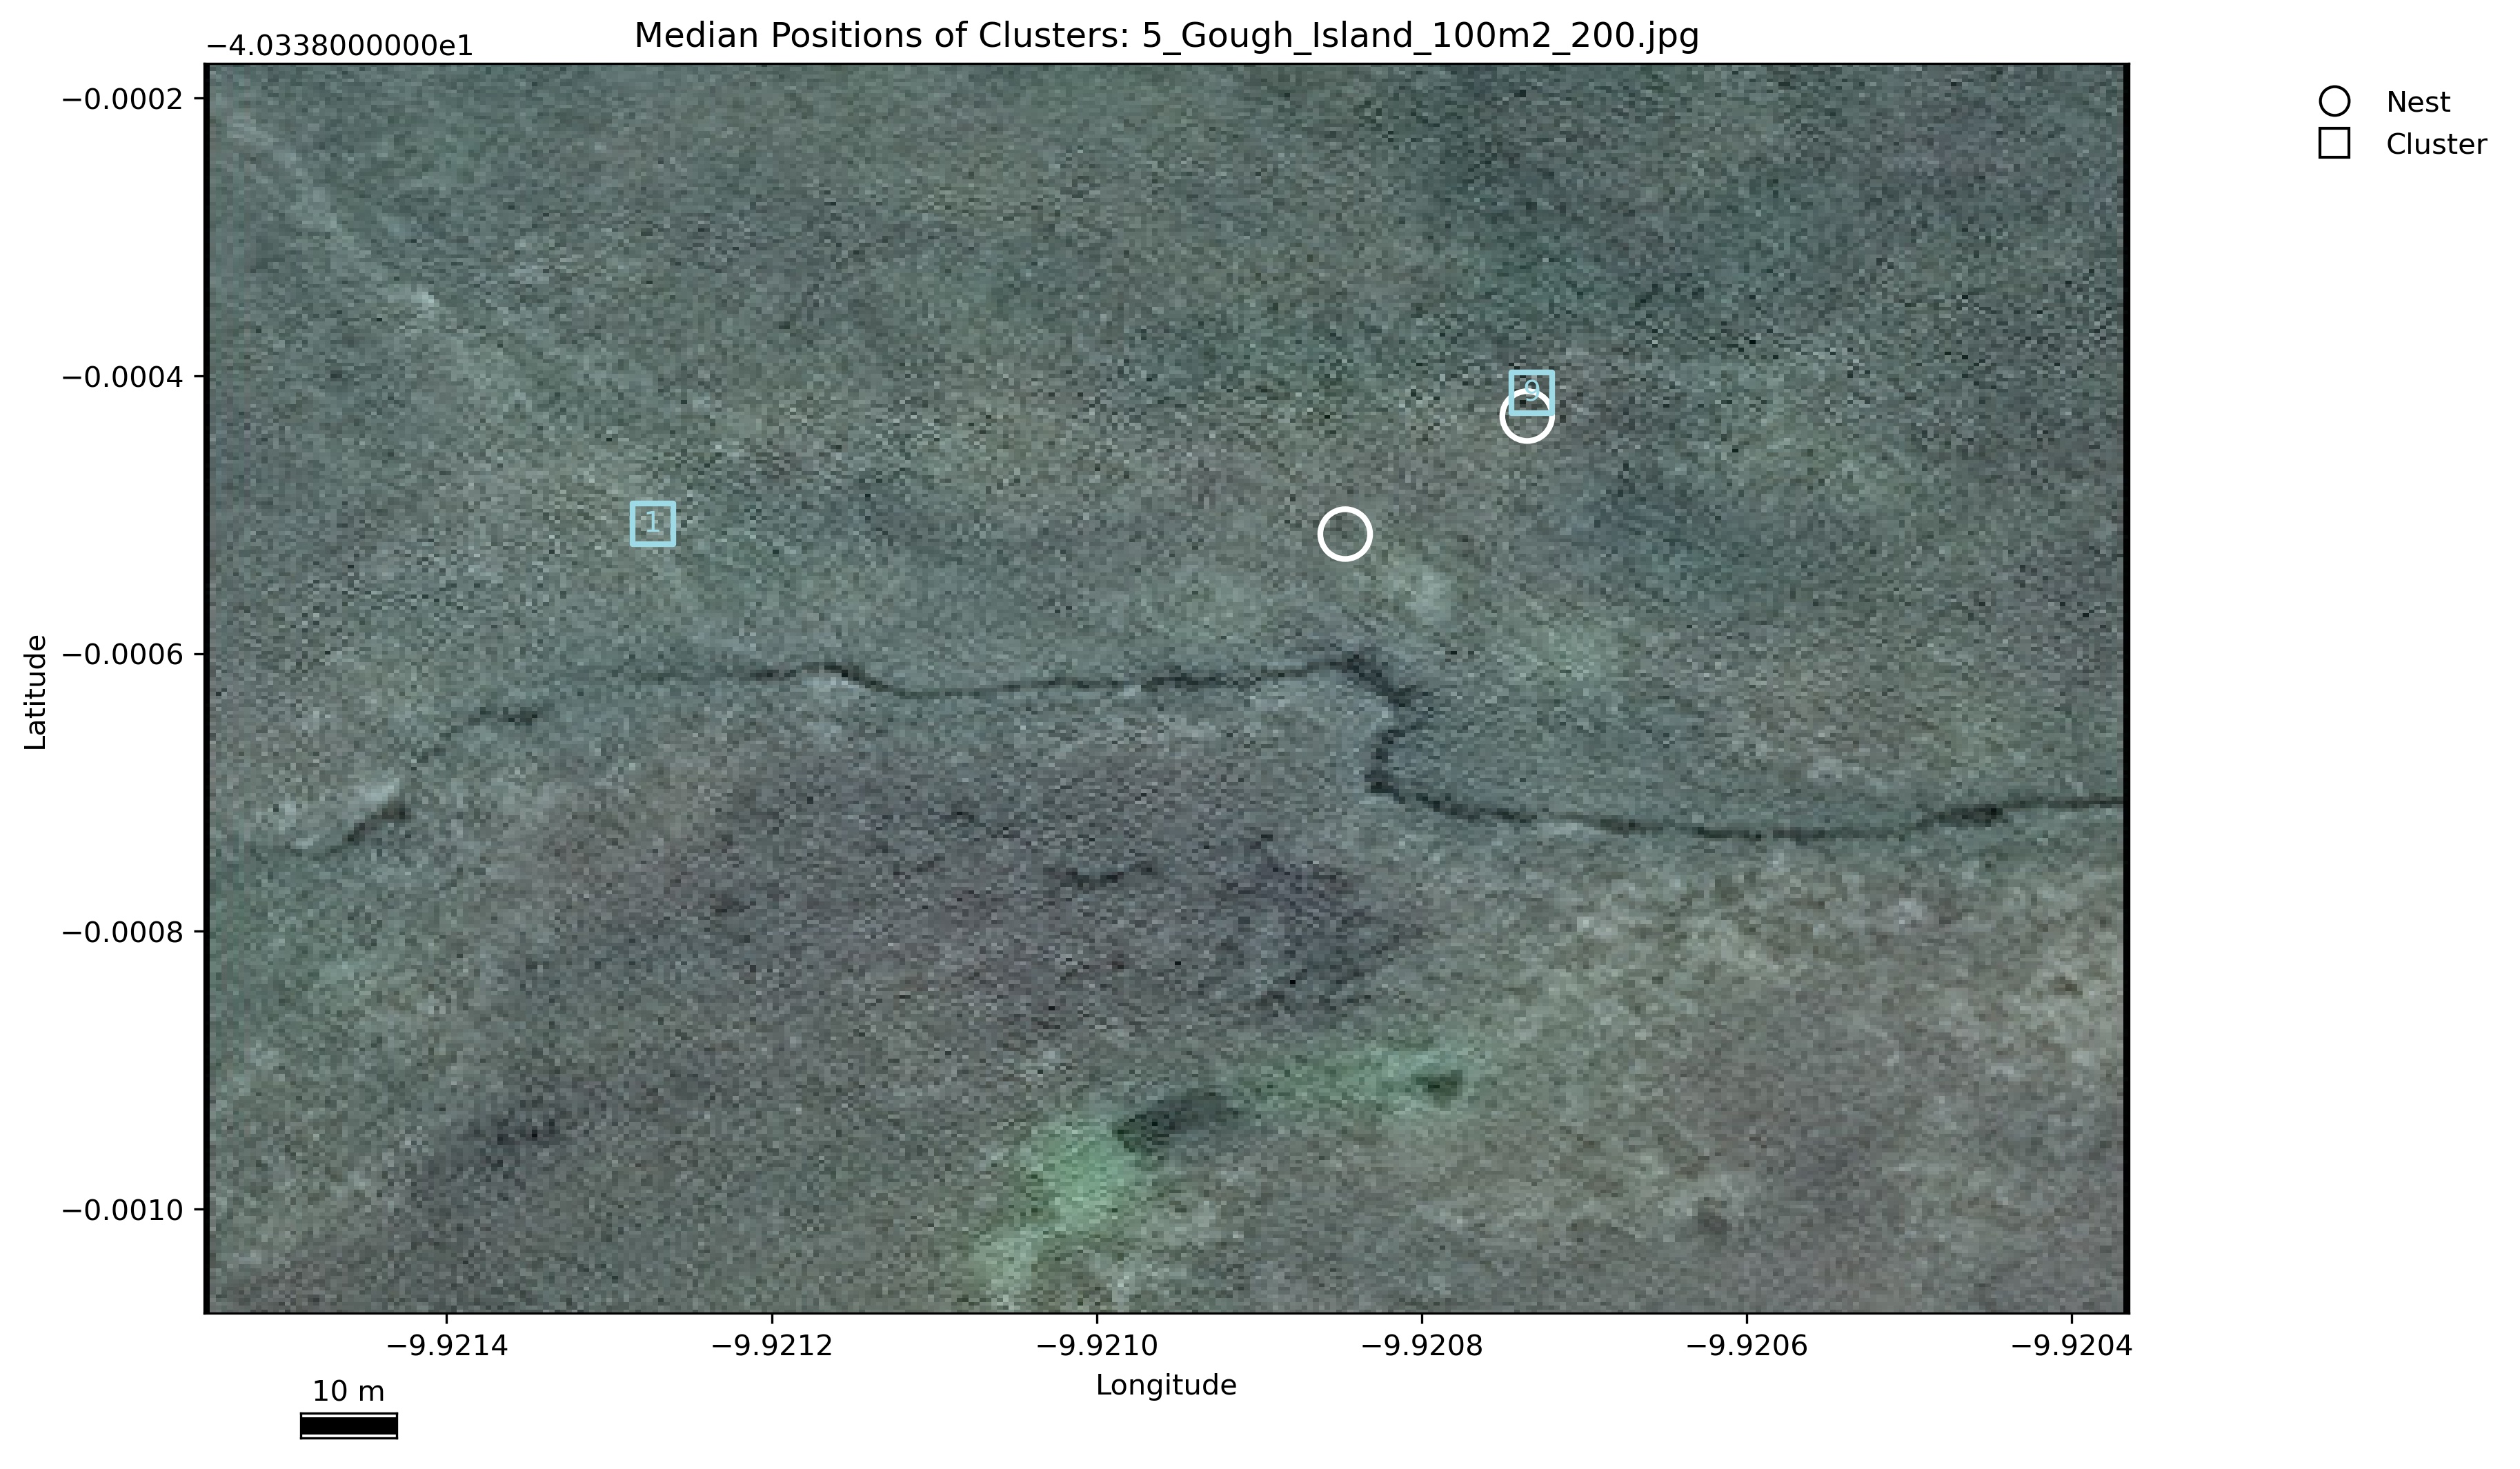 Median Positions of Clusters: 5_Gough_Island_100m2_200.jpg
−4.0338000000e1
Nest
Cluster
−0.0002
−0.0004
−0.0006
−0.0008
−0.0010
Latitude
9
1
−9.9214
−9.9212
−9.9210
−9.9208
−9.9206
−9.9204
Longitude
10 m